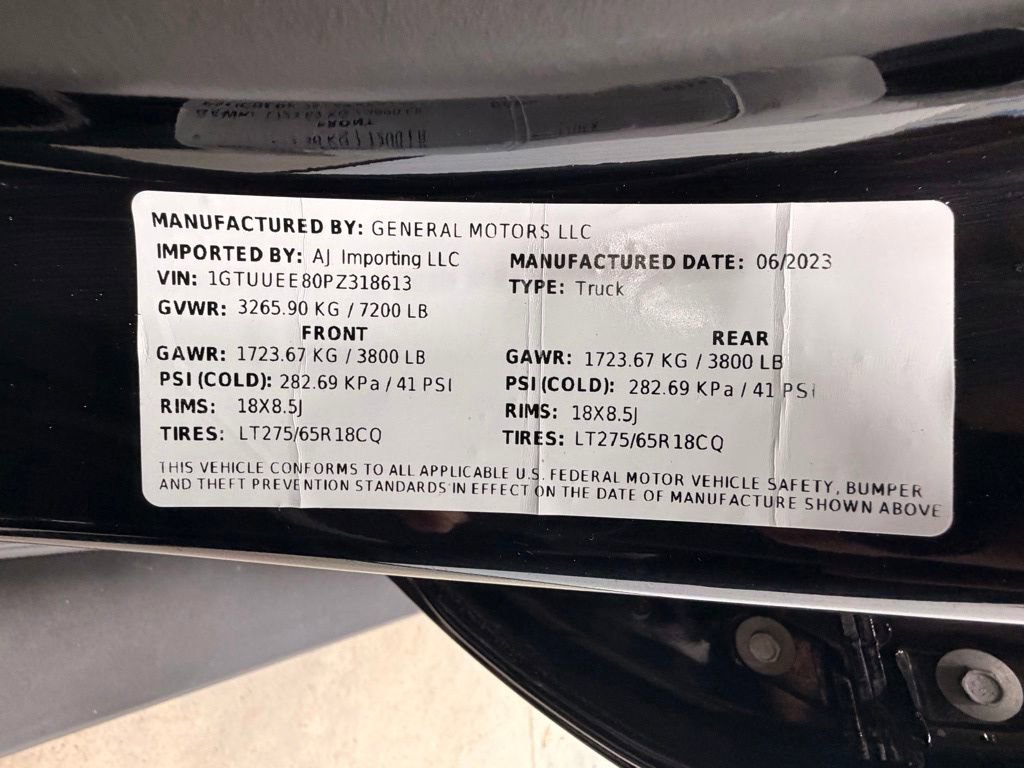 MANUFACTURED BY: GENERAL MOTORS LLC
IMPORTED BY: AJ Importing LLC
MANUFACTURED DATE: 06/2023
VIN: 1GTUUEE80PZ318613
TYPE: Truck
GVWR: 3265.90 KG / 7200 LB
FRONT
REAR
GAWR: 1723.67 KG / 3800 LB
GAWR: 1723.67 KG / 3800 LB
PSI (COLD): 282.69 KPa / 41 PSI
PSI (COLD): 282.69 KPa / 41 PSI
RIMS: 18X8.5J
RIMS: 18X8.5J
TIRES: LT275/65R18CQ
TIRES: LT275/65R18CQ
THIS VEHICLE CONFORMS TO ALL APPLICABLE U.S. FEDERAL MOTOR VEHICLE SAFETY, BUMPER
AND THEFT PREVENTION STANDARDS IN EFFECT ON THE DATE OF MANUFACTURE SHOWN ABOVE